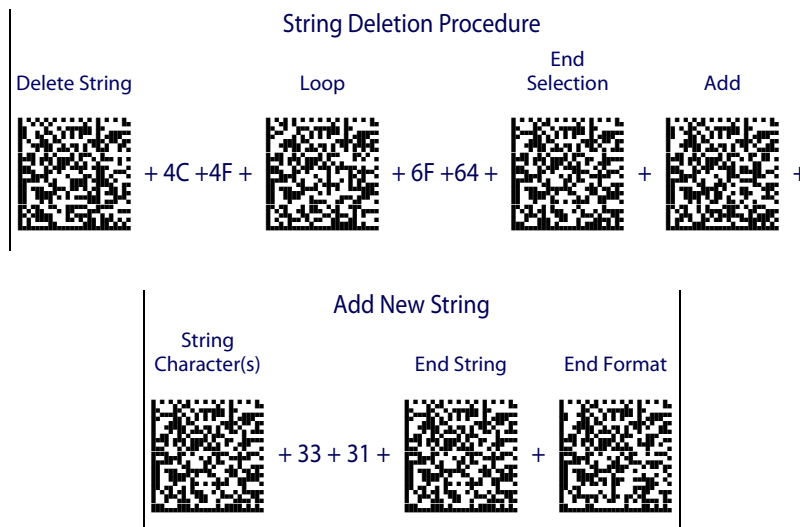 String Deletion Procedure
Delete String
Loop
End
Selection
Add
+ 4C +4F +
+ 6F +64 +
+
+
Add New String
String
Character(s)
End String
End Format
+ 33 + 31 +
+